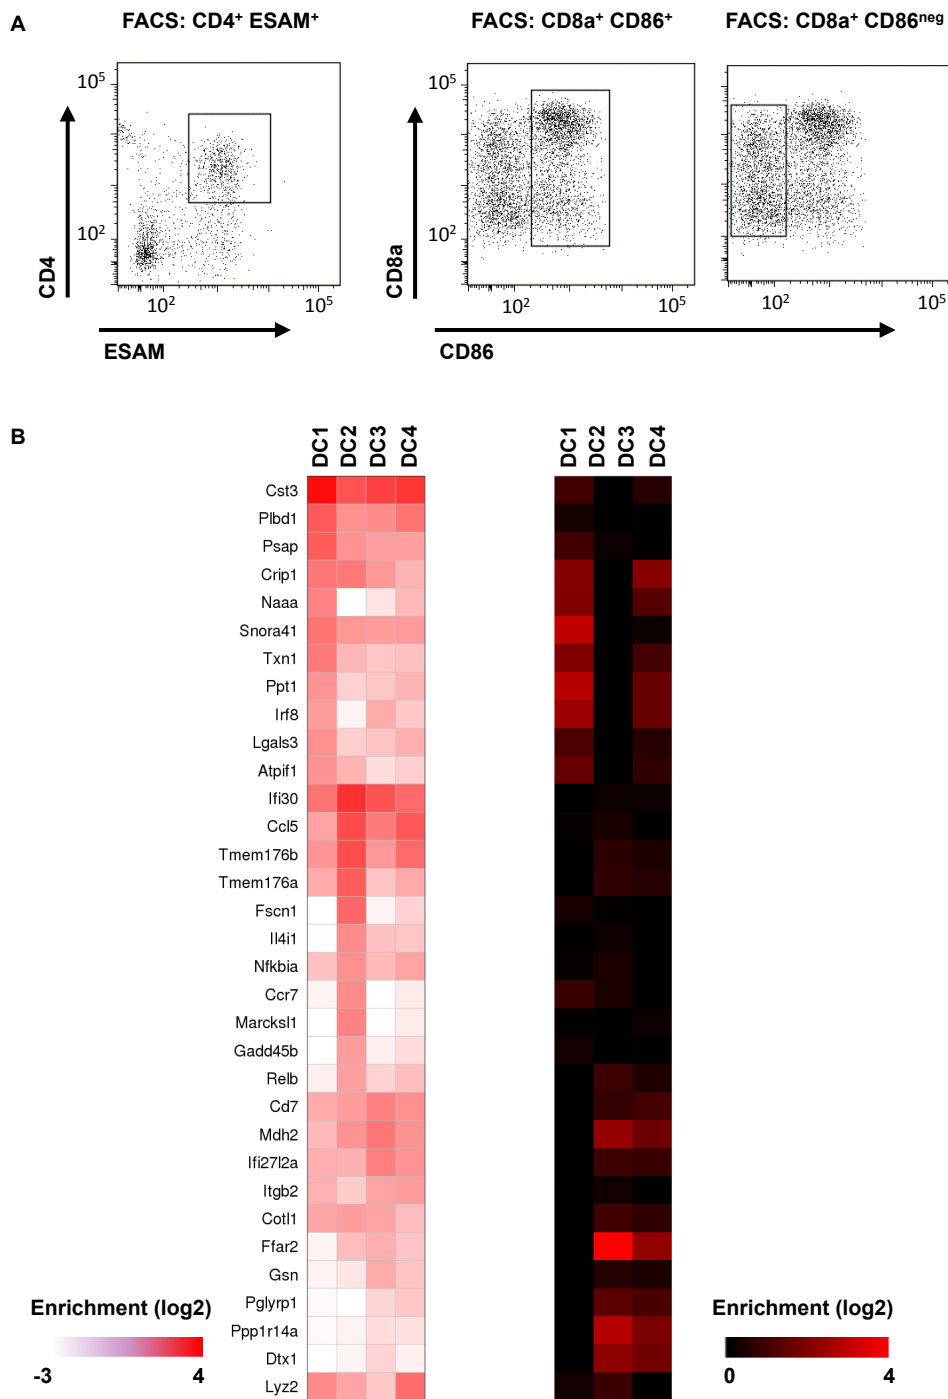 A
FACS: CD4+ ESAM+
FACS: CD8a+ CD86+
FACS: CD8a+ CD86neg
10⁵
10²
CD4
10² 10⁵
ESAM
10⁵
10²
CD8a
10² 10⁵
10² 10⁵
CD86
B
DC1 DC2 DC3 DC4
DC1 DC2 DC3 DC4
Cst3
Plbd1
Psap
Crip1
Naaa
Snora41
Txn1
Ppt1
Irf8
Lgals3
Atpif1
Ifi30
Ccl5
Tmem176b
Tmem176a
Fscn1
Il4i1
Nfkbia
Ccr7
Marcksl1
Gadd45b
Relb
Cd7
Mdh2
Ifi27l2a
Itgb2
Cotl1
Ffar2
Gsn
Pglyrp1
Ppp1r14a
Dtx1
Lyz2
Enrichment (log2)
-3 4
Enrichment (log2)
0 4